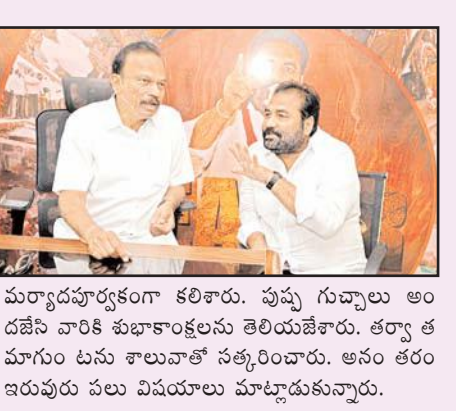 మర్యాదపూర్వకంగా కలిశారు. పుష్ప గుచ్చాలు అం
దజేసి వారికి శుభాకాంక్షలను తెలియజేశారు. తర్వా త
మాగుం టను శాలువాతో సత్కరించారు. అనం తరం
ఇరువురు పలు విషయాలు మాట్లాడుకున్నారు.